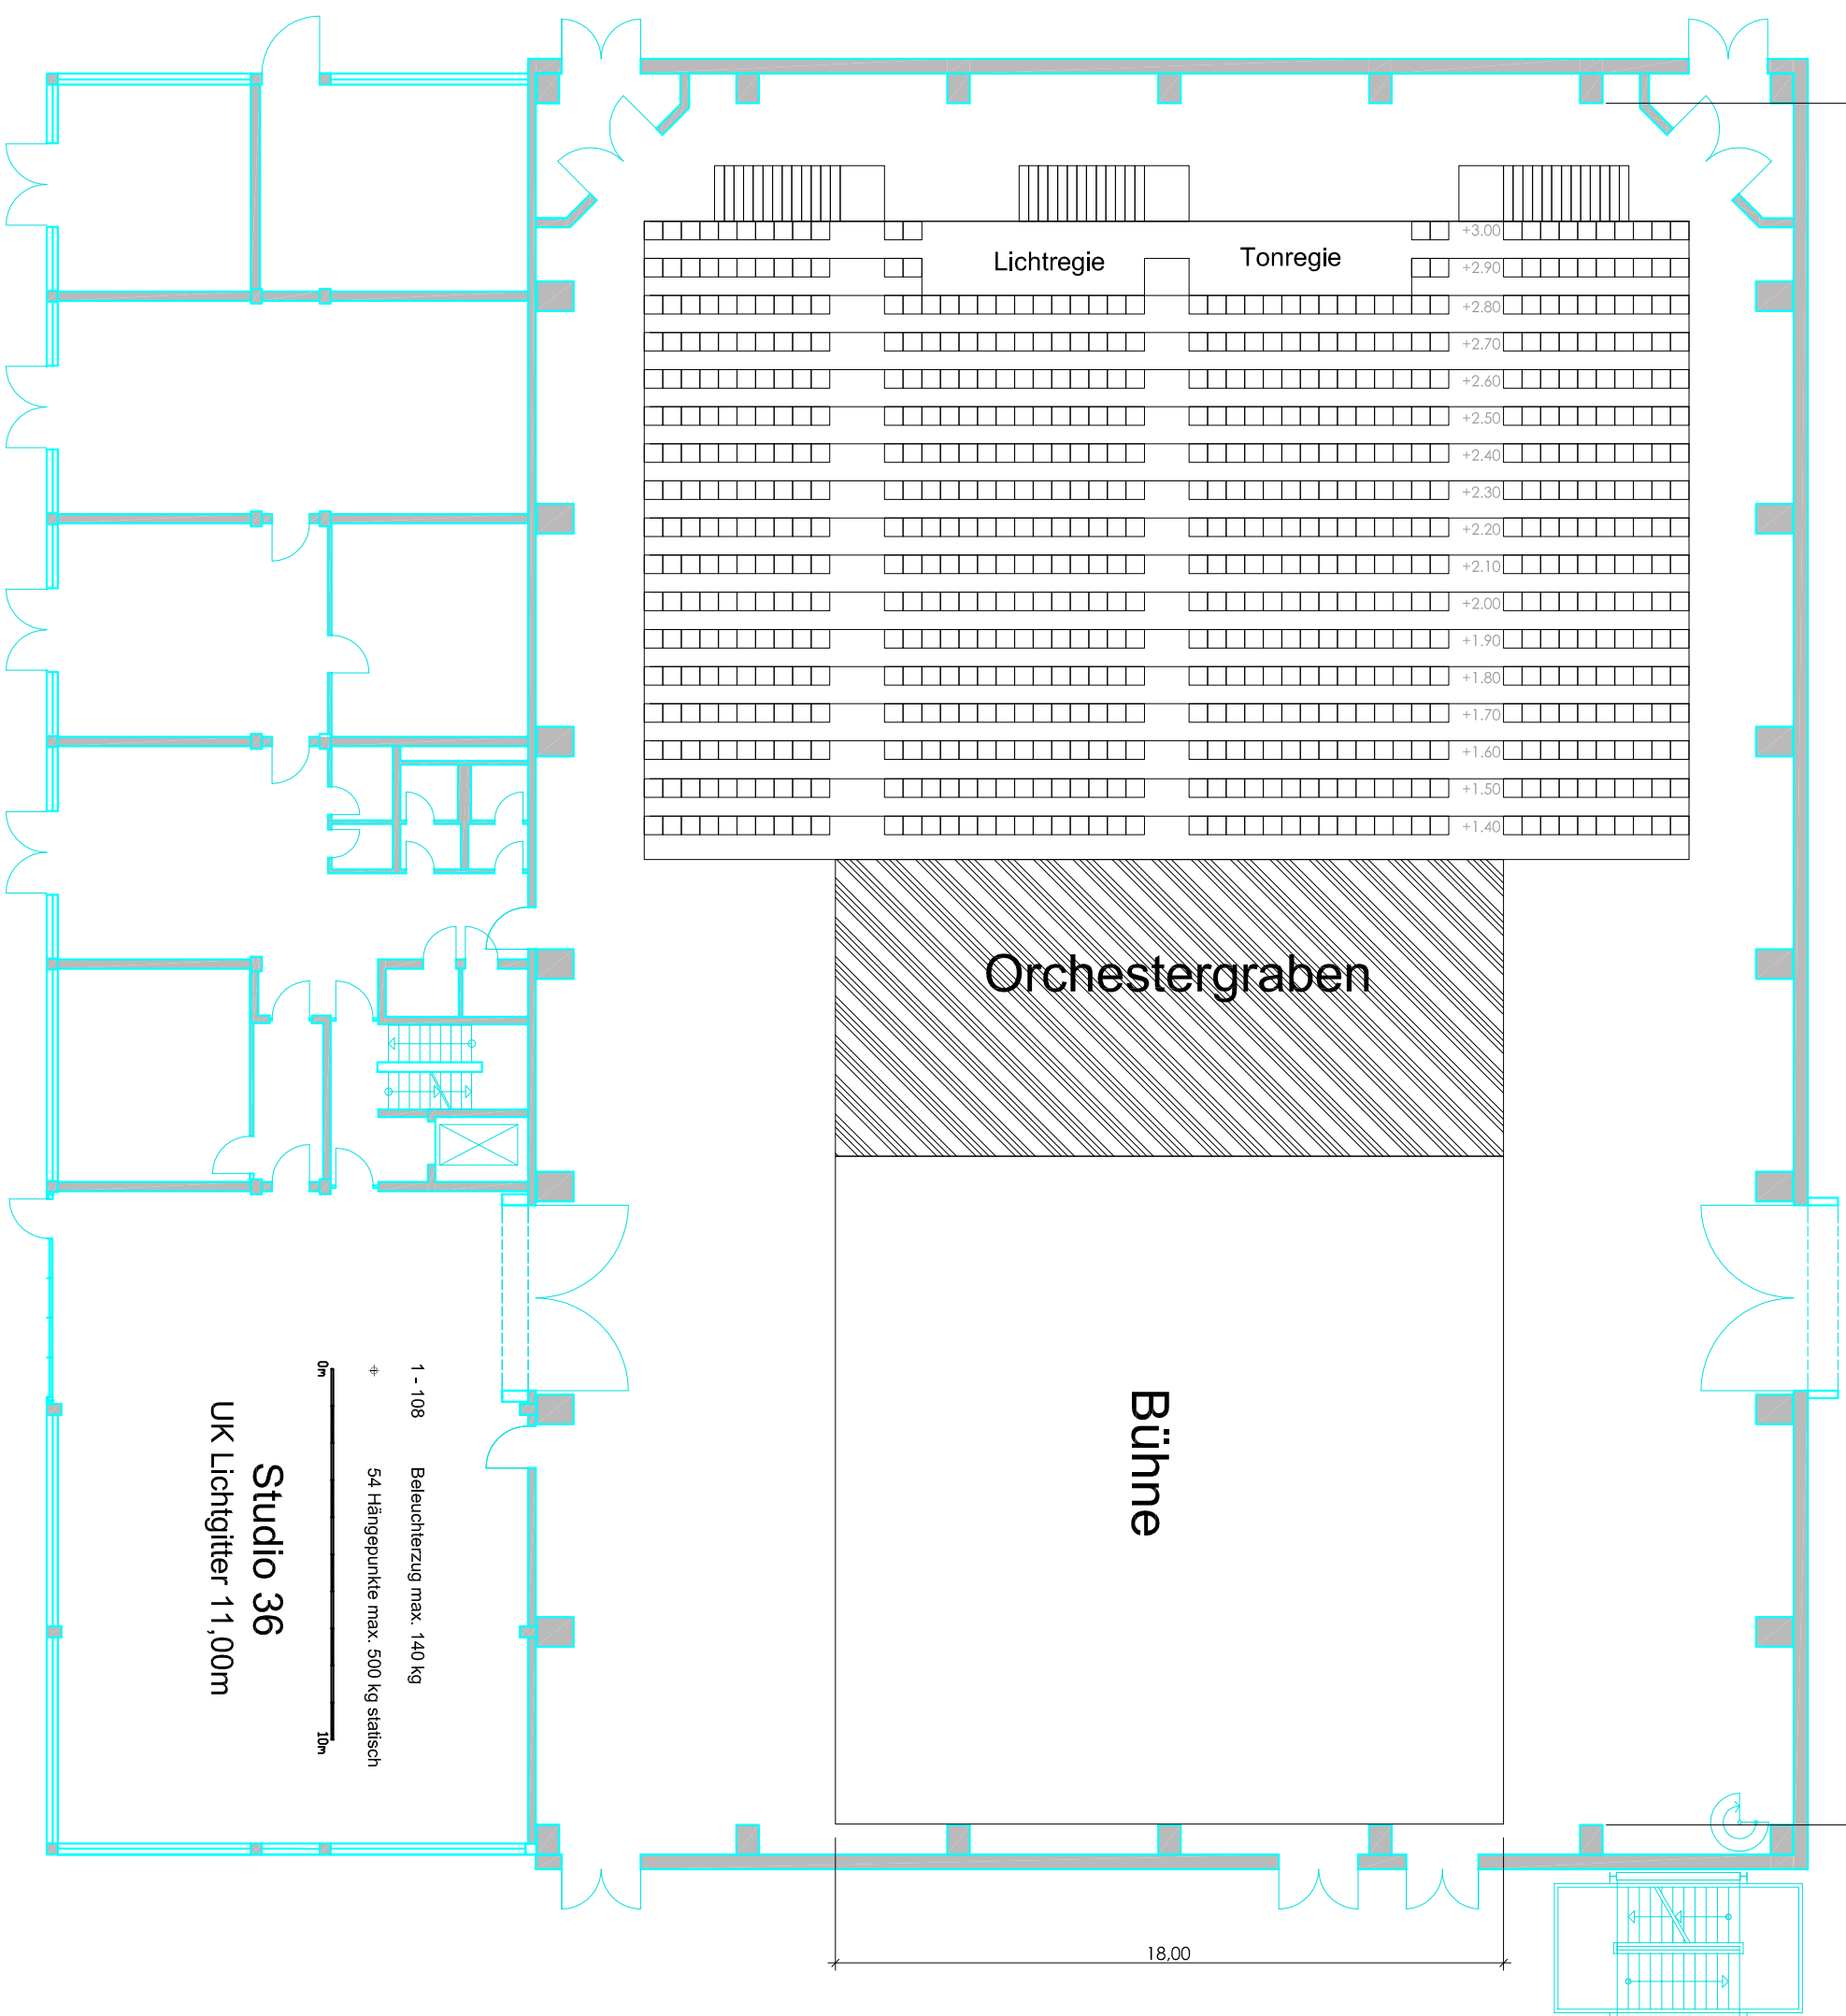 Lichtregie
Tonregie
+3.00
+2.90
+2.80
+2.70
+2.60
+2.50
+2.40
+2.30
+2.20
+2.10
+2.00
+1.90
+1.80
+1.70
+1.60
+1.50
+1.40
Orchestergraben
Bühne
1 - 108 Beleuchterzug max. 140 kg
54 Hängepunkte max. 500 kg statisch
0m 10m
Studio 36
UK Lichtgitter 11,00m
18,00